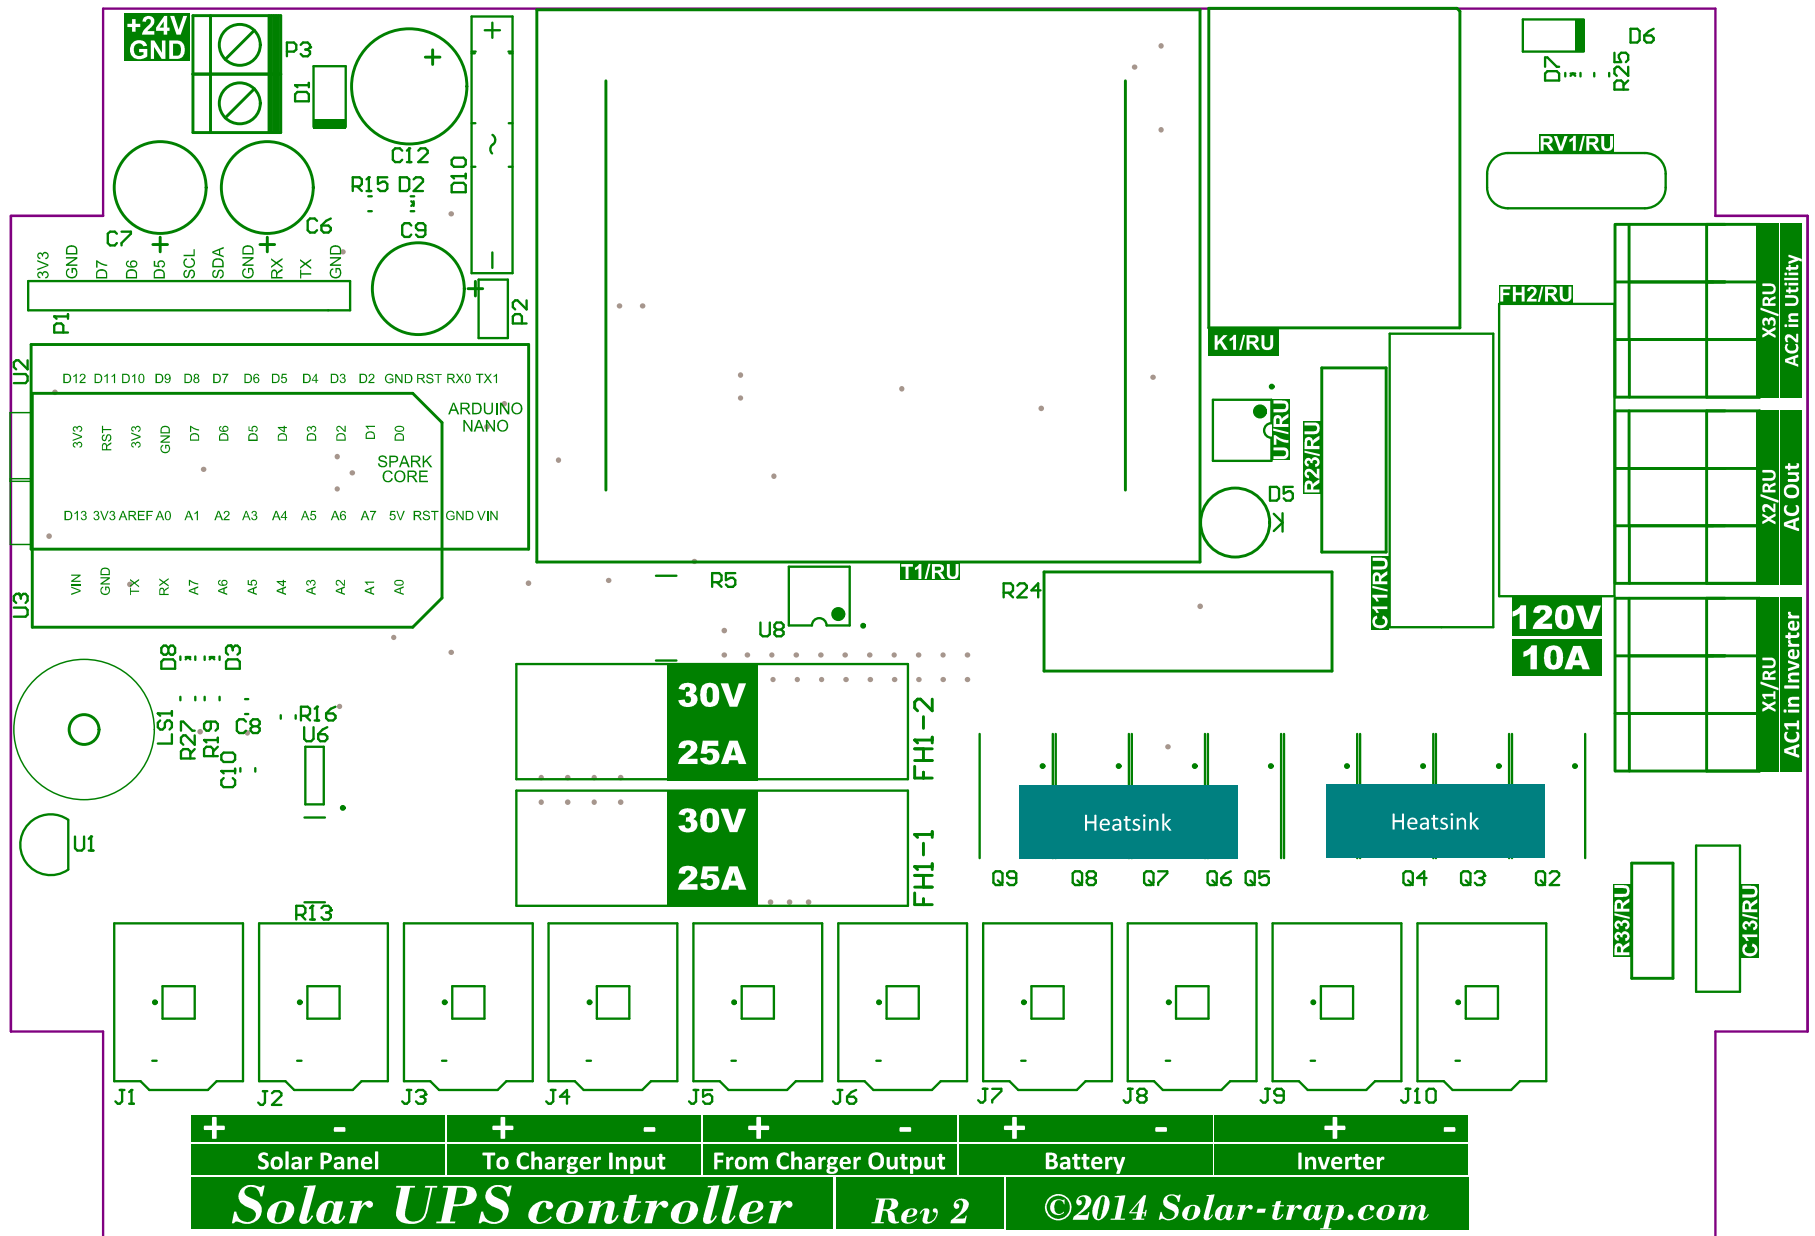 +24V
GND
P3
D1
C12
D10
R15 D2
C9
C7
C6
3V3 GND D7 D6 D5 SCL SDA GND RX TX GND
P1
P2
D6
D7
R25
RV1/RU
K1/RU
FH2/RU
X3/RU
AC2 in Utility
U2
D12 D11 D10 D9 D8 D7 D6 D5 D4 D3 D2 GND RST RX0 TX1
ARDUINO
NANO
3V3 RST 3V3 GND D7 D6 D5 D4 D3 D2 D1 D0
SPARK
CORE
D13 3V3 AREF A0 A1 A2 A3 A4 A5 A6 A7 5V RST GND VIN
VIN GND TX RX A7 A6 A5 A4 A3 A2 A1 A0
U3
U7/RU
R23/RU
D5
X2/RU
AC Out
T1/RU
R5
U8
R24
C11/RU
120V
10A
X1/RU
AC1 in Inverter
D8
D3
LS1
R27
R19
C8
R16
U6
C10
U1
R13
30V
25A
FH1-2
30V
25A
FH1-1
Heatsink
Heatsink
Q9 Q8 Q7 Q6 Q5 Q4 Q3 Q2
R33/RU
C13/RU
J1 J2 J3 J4 J5 J6 J7 J8 J9 J10
+ - + - + - + - + -
Solar Panel To Charger Input From Charger Output Battery Inverter
Solar UPS controller Rev 2 ©2014 Solar-trap.com